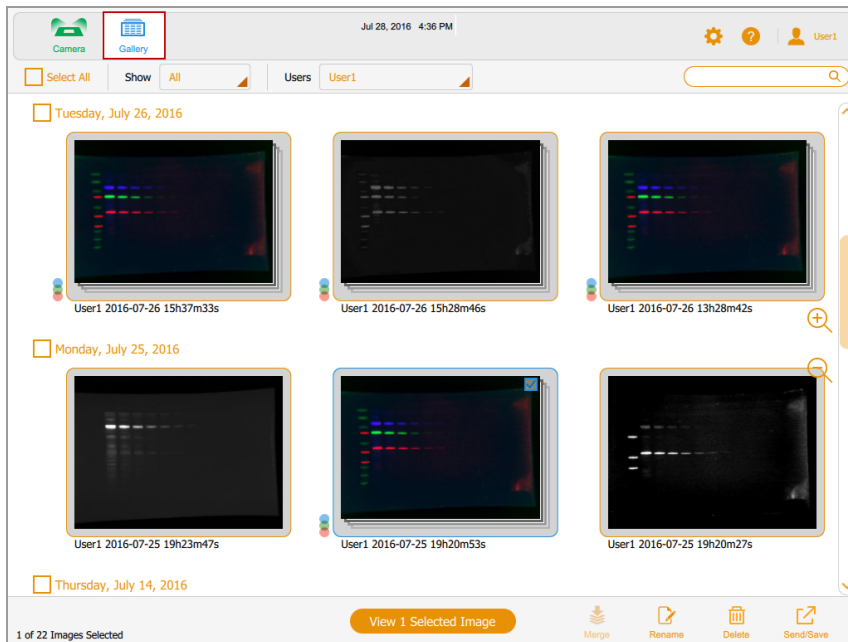 Camera
Gallery
Jul 28, 2016 4:36 PM
?
User1
Select All
Show
All
Users
User1
Tuesday, July 26, 2016
User1 2016-07-26 15h37m33s
User1 2016-07-26 15h28m46s
User1 2016-07-26 13h28m42s
Monday, July 25, 2016
User1 2016-07-25 19h23m47s
User1 2016-07-25 19h20m53s
User1 2016-07-25 19h20m27s
Thursday, July 14, 2016
1 of 22 Images Selected
View 1 Selected Image
Merge
Rename
Delete
Send/Save